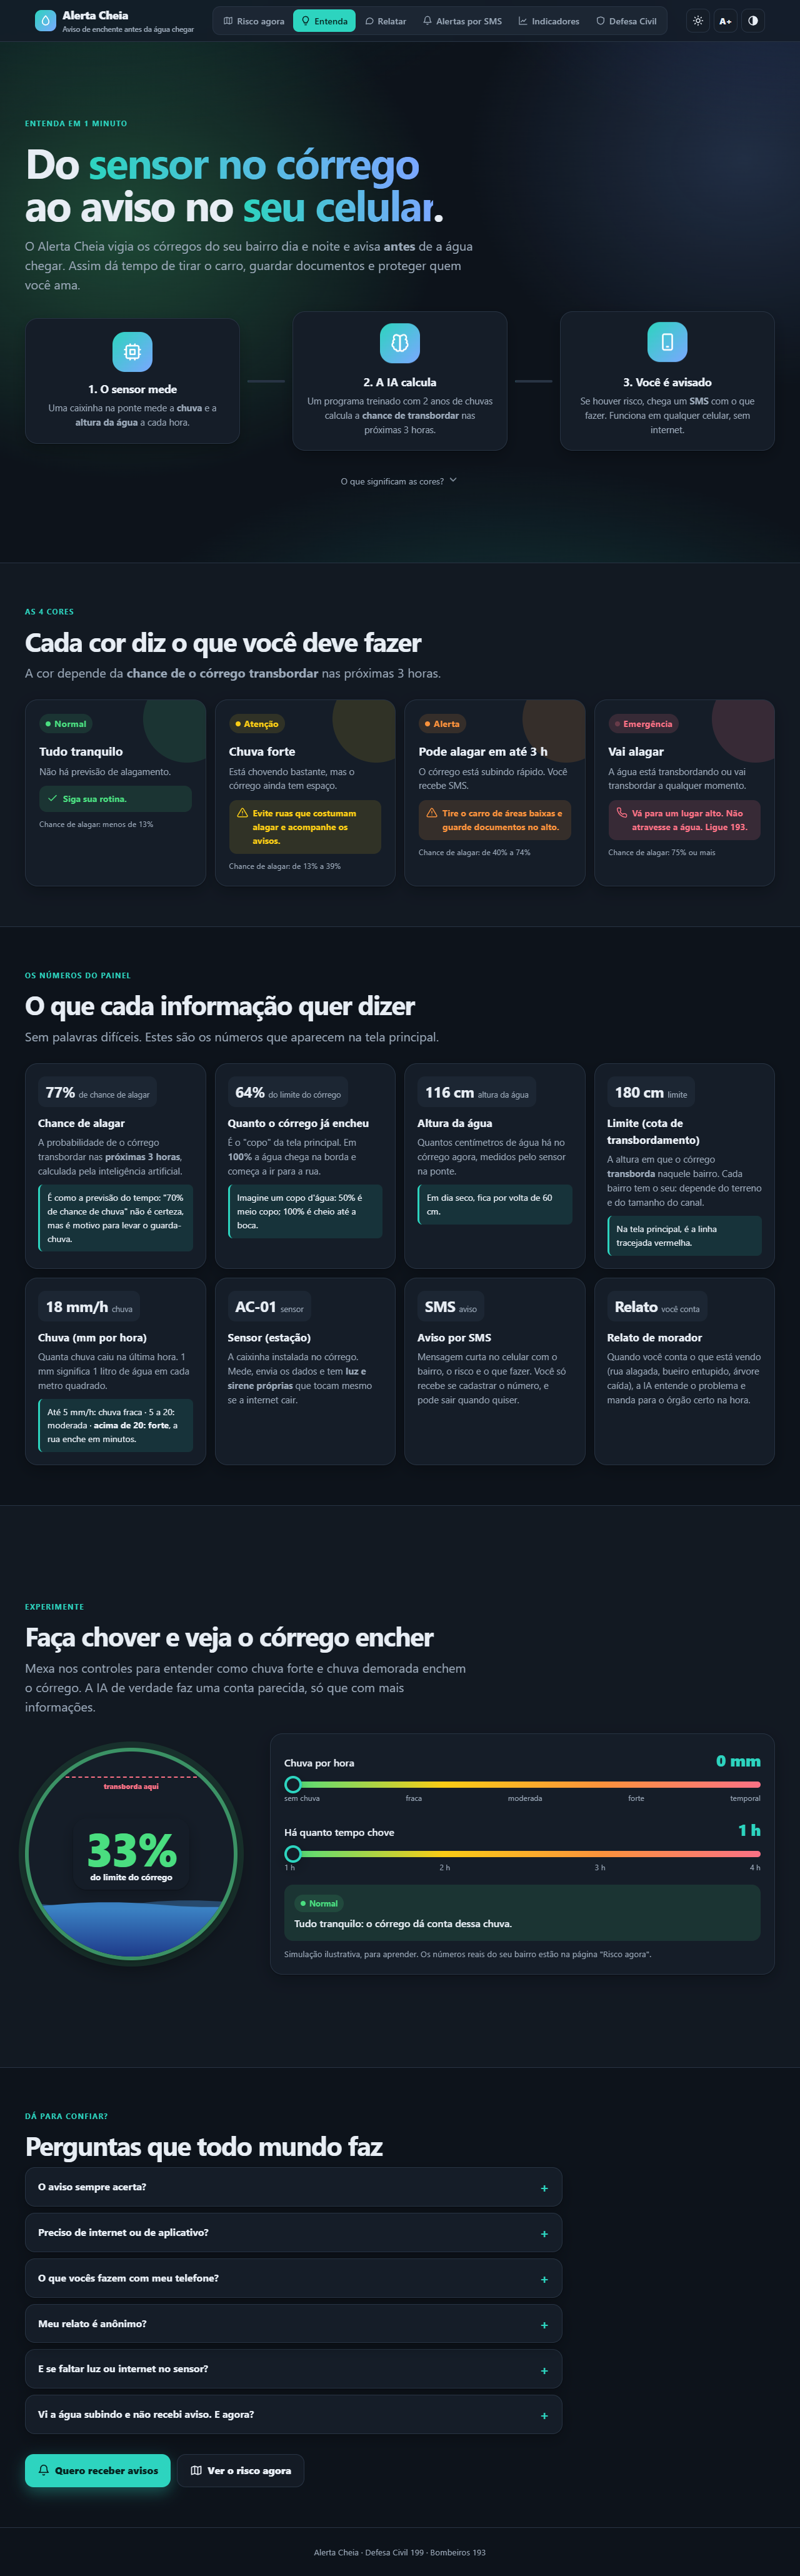 Alerta Cheia
Aviso de enchente antes da água chegar
Risco agora
Entenda
Relatar
Alertas por SMS
Indicadores
Defesa Civil
A+
ENTENDA EM 1 MINUTO
Do sensor no córrego
ao aviso no seu celular.
O Alerta Cheia vigia os córregos do seu bairro dia e noite e avisa antes de a água
chegar. Assim dá tempo de tirar o carro, guardar documentos e proteger quem
você ama.
1. O sensor mede
Uma caixinha na ponte mede a chuva e a
altura da água a cada hora.
2. A IA calcula
Um programa treinado com 2 anos de chuvas
calcula a chance de transbordar nas
próximas 3 horas.
3. Você é avisado
Se houver risco, chega um SMS com o que
fazer. Funciona em qualquer celular, sem
internet.
O que significam as cores?
AS 4 CORES
Cada cor diz o que você deve fazer
A cor depende da chance de o córrego transbordar nas próximas 3 horas.
Normal
Tudo tranquilo
Não há previsão de alagamento.
Siga sua rotina.
Chance de alagar: menos de 13%
Atenção
Chuva forte
Está chovendo bastante, mas o
córrego ainda tem espaço.
Evite ruas que costumam
alagar e acompanhe os
avisos.
Chance de alagar: de 13% a 39%
Alerta
Pode alagar em até 3 h
O córrego está subindo rápido. Você
recebe SMS.
Tire o carro de áreas baixas e
guarde documentos no alto.
Chance de alagar: de 40% a 74%
Emergência
Vai alagar
A água está transbordando ou vai
transbordar a qualquer momento.
Vá para um lugar alto. Não
atravesse a água. Ligue 193.
Chance de alagar: 75% ou mais
OS NÚMEROS DO PAINEL
O que cada informação quer dizer
Sem palavras difíceis. Estes são os números que aparecem na tela principal.
77% de chance de alagar
Chance de alagar
A probabilidade de o córrego
transbordar nas próximas 3 horas,
calculada pela inteligência artificial.
É como a previsão do tempo: "70%
de chance de chuva" não é certeza,
mas é motivo para levar o guarda-
chuva.
64% do limite do córrego
Quanto o córrego já encheu
É o "copo" da tela principal. Em
100% a água chega na borda e
começa a ir para a rua.
Imagine um copo d'água: 50% é
meio copo; 100% é cheio até a
boca.
116 cm altura da água
Altura da água
Quantos centímetros de água há no
córrego agora, medidos pelo sensor
na ponte.
Em dia seco, fica por volta de 60
cm.
180 cm limite
Limite (cota de
transbordamento)
A altura em que o córrego
transborda naquele bairro. Cada
bairro tem o seu: depende do terreno
e do tamanho do canal.
Na tela principal, é a linha
tracejada vermelha.
18 mm/h chuva
Chuva (mm por hora)
Quanta chuva caiu na última hora. 1
mm significa 1 litro de água em cada
metro quadrado.
Até 5 mm/h: chuva fraca · 5 a 20:
moderada · acima de 20: forte, a
rua enche em minutos.
AC-01 sensor
Sensor (estação)
A caixinha instalada no córrego.
Mede, envia os dados e tem luz e
sirene próprias que tocam mesmo
se a internet cair.
SMS aviso
Aviso por SMS
Mensagem curta no celular com o
bairro, o risco e o que fazer. Você só
recebe se cadastrar o número, e
pode sair quando quiser.
Relato você conta
Relato de morador
Quando você conta o que está vendo
(rua alagada, bueiro entupido, árvore
caída), a IA entende o problema e
manda para o órgão certo na hora.
EXPERIMENTE
Faça chover e veja o córrego encher
Mexa nos controles para entender como chuva forte e chuva demorada enchem
o córrego. A IA de verdade faz uma conta parecida, só que com mais
informações.
transborda aqui
33%
do limite do córrego
Chuva por hora
0 mm
sem chuva
fraca
moderada
forte
temporal
Há quanto tempo chove
1 h
1 h
2 h
3 h
4 h
Normal
Tudo tranquilo: o córrego dá conta dessa chuva.
Simulação ilustrativa, para aprender. Os números reais do seu bairro estão na página "Risco agora".
DÁ PARA CONFIAR?
Perguntas que todo mundo faz
O aviso sempre acerta?
+
Preciso de internet ou de aplicativo?
+
O que vocês fazem com meu telefone?
+
Meu relato é anônimo?
+
E se faltar luz ou internet no sensor?
+
Vi a água subindo e não recebi aviso. E agora?
+
Quero receber avisos
Ver o risco agora
Alerta Cheia · Defesa Civil 199 · Bombeiros 193